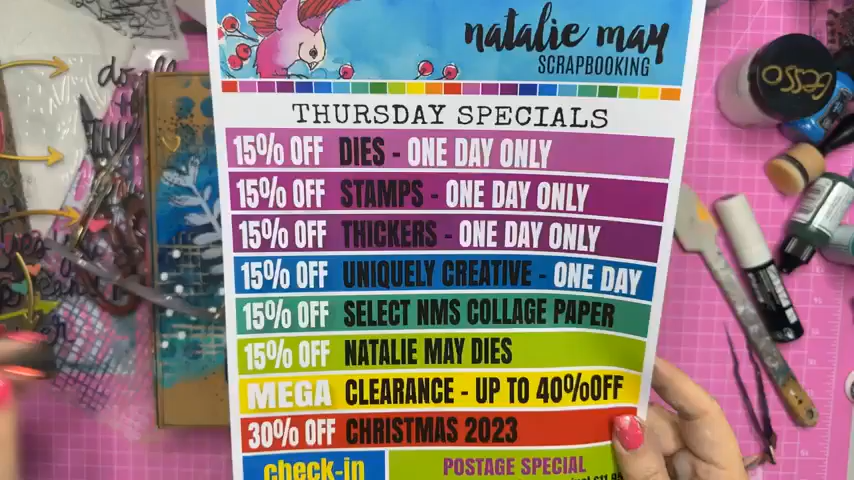 natalie may
SCRAPBOOKING
THURSDAY SPECIALS
15% OFF DIES - ONE DAY ONLY
15% OFF STAMPS - ONE DAY ONLY
15% OFF THICKERS - ONE DAY ONLY
15% OFF UNIQUELY CREATIVE - ONE DAY
15% OFF SELECT NMS COLLAGE PAPER
15% OFF NATALIE MAY DIES
MEGA CLEARANCE - UP TO 40%OFF
30% OFF CHRISTMAS 2023
check-in
POSTAGE SPECIAL
GESSO